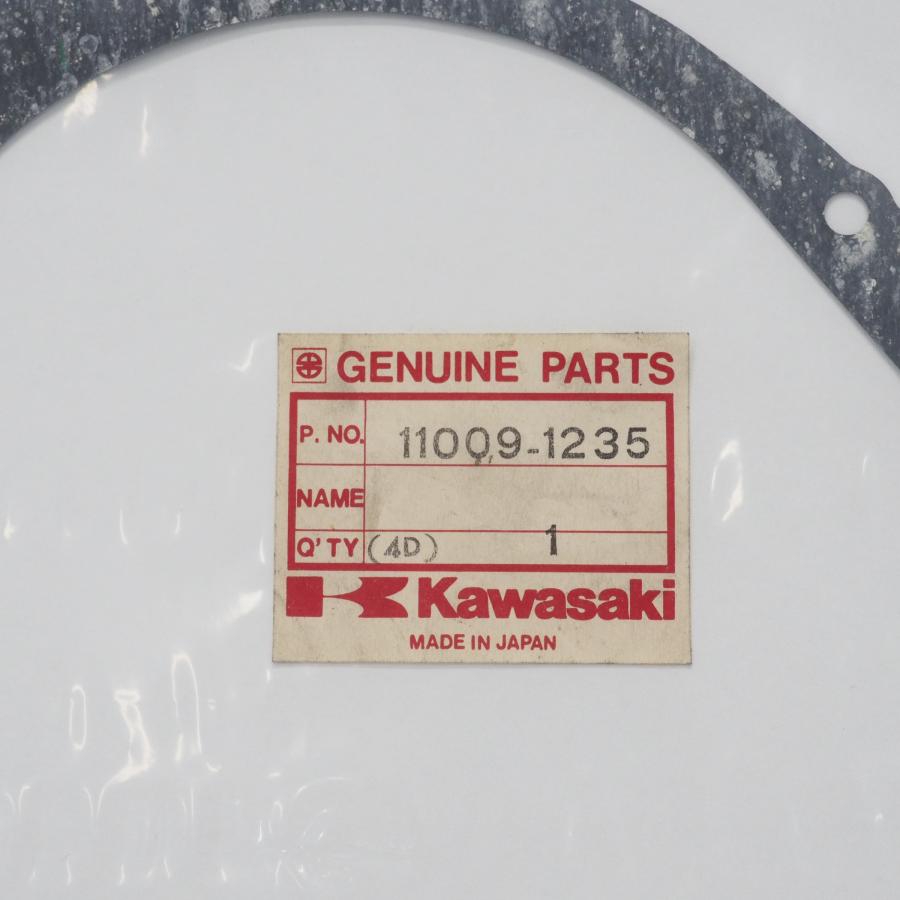 GENUINE PARTS
P. NO. 11009-1235
NAME
Q'TY (4D) 1
Kawasaki
MADE IN JAPAN